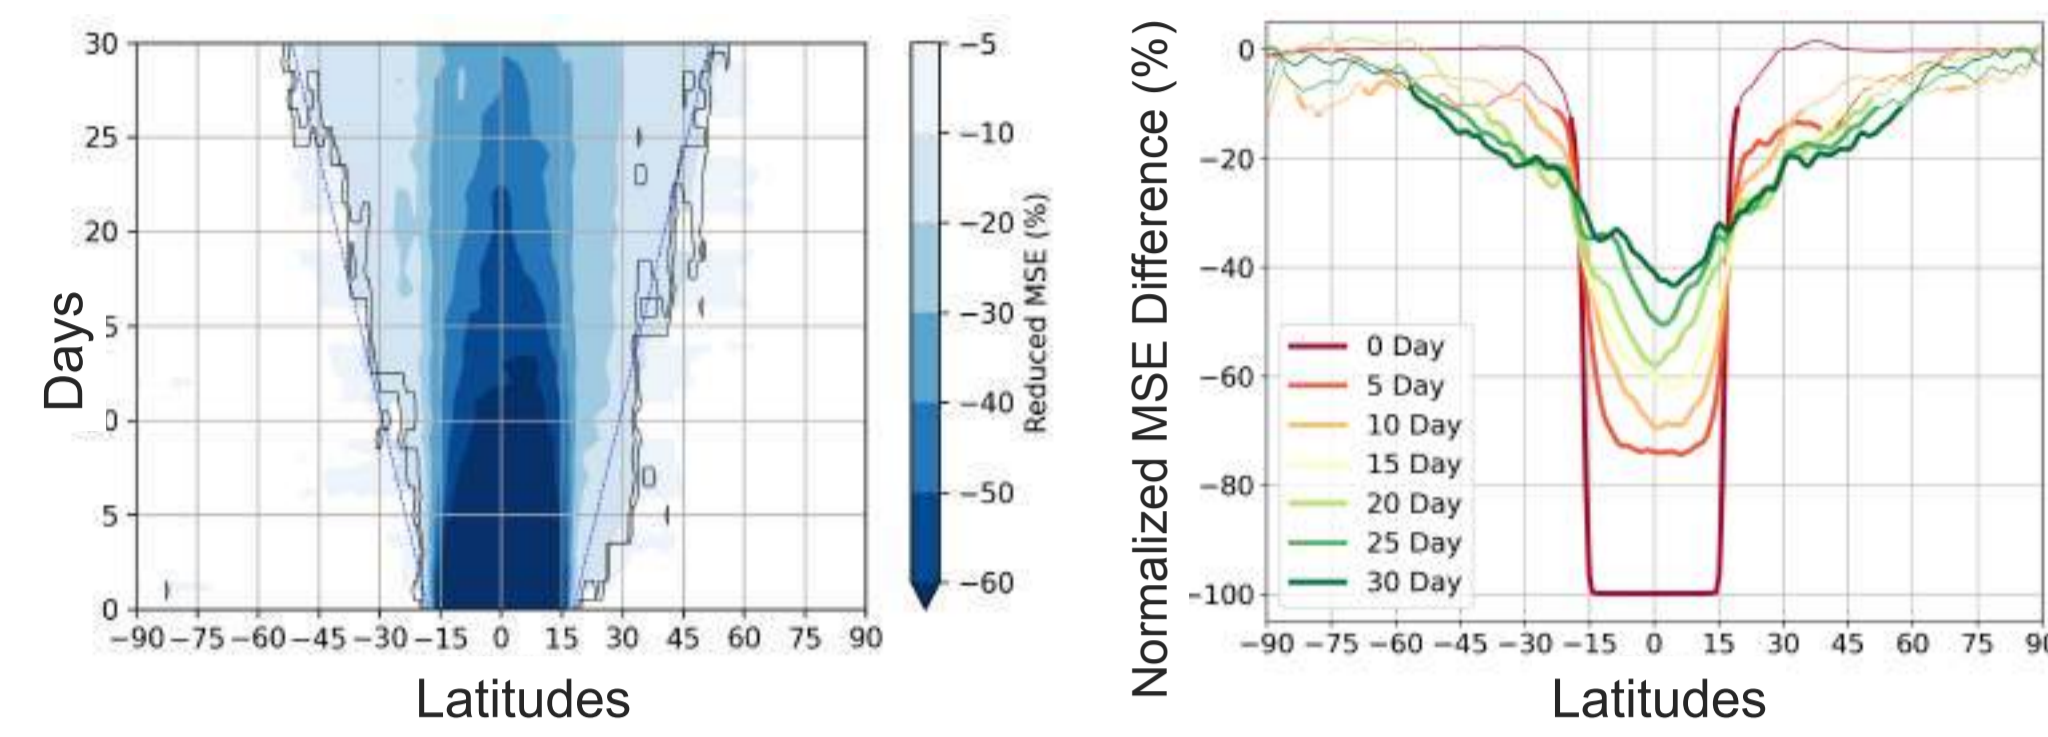 30
25
20
5
0
5
0
Days
−90 −75 −60 −45 −30 −15 0 15 30 45 60 75 90
Latitudes
−5
−10
−20
−30
−40
−50
−60
Reduced MSE (%)
Normalized MSE Difference (%)
0
−20
−40
−60
−80
-100
0 Day
5 Day
10 Day
15 Day
20 Day
25 Day
30 Day
−90 −75 −60 −45 −30 −15 0 15 30 45 60 75
Latitudes